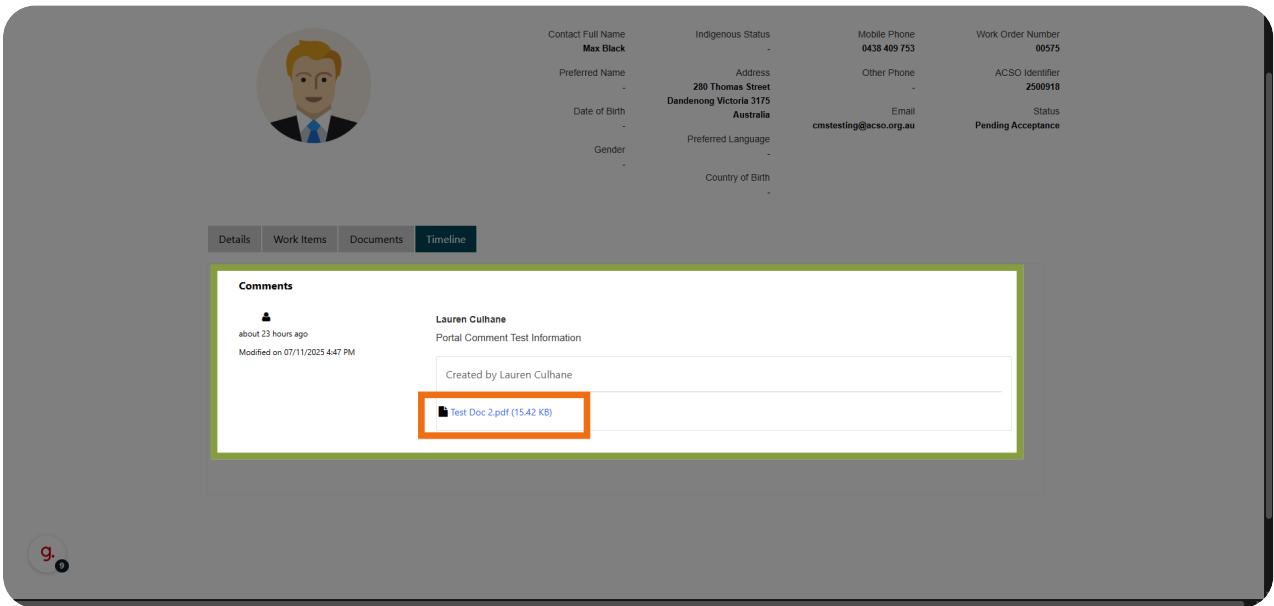 Contact Full Name
Max Black
Preferred Name
-
Date of Birth
-
Gender
-
Indigenous Status
-
Address
280 Thomas Street
Dandenong Victoria 3175
Australia
Preferred Language
-
Country of Birth
-
Mobile Phone
0438 409 753
Other Phone
-
Email
cmstesting@acso.org.au
Work Order Number
00575
ACSO Identifier
2500918
Status
Pending Acceptance
Details Work Items Documents Timeline
Comments
about 23 hours ago
Modified on 07/11/2025 4:47 PM
Lauren Culhane
Portal Comment Test Information
Created by Lauren Culhane
Test Doc 2.pdf (15.42 KB)
g.
9